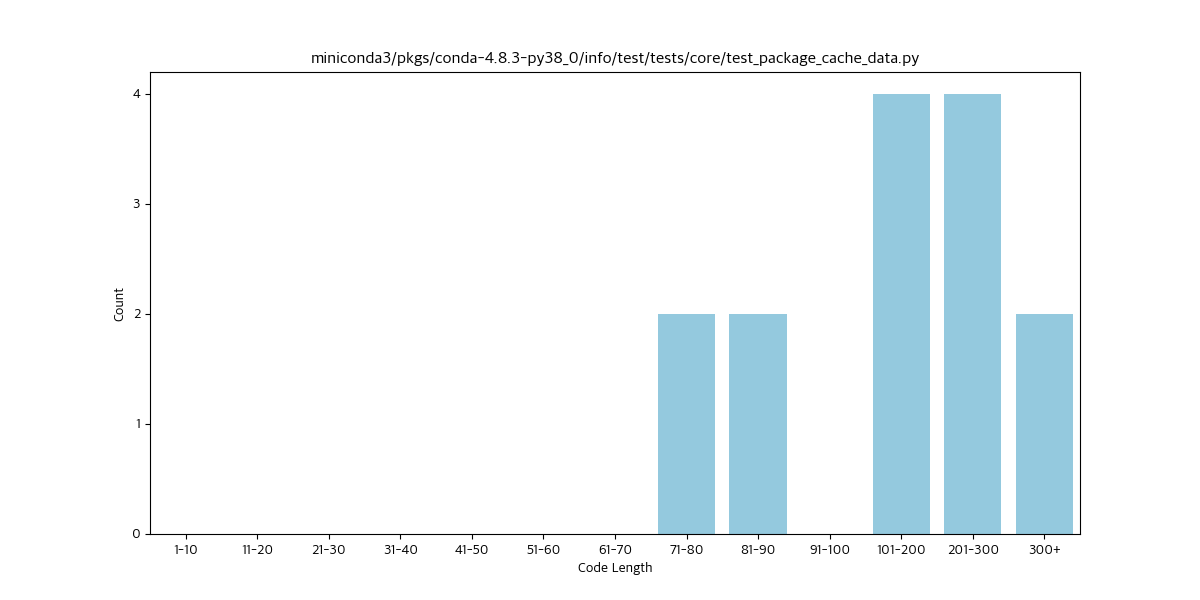 miniconda3/pkgs/conda-4.8.3-py38_0/info/test/tests/core/test_package_cache_data.py
4
3
2
1
0
Count
1-10 11-20 21-30 31-40 41-50 51-60 61-70 71-80 81-90 91-100 101-200 201-300 300+
Code Length